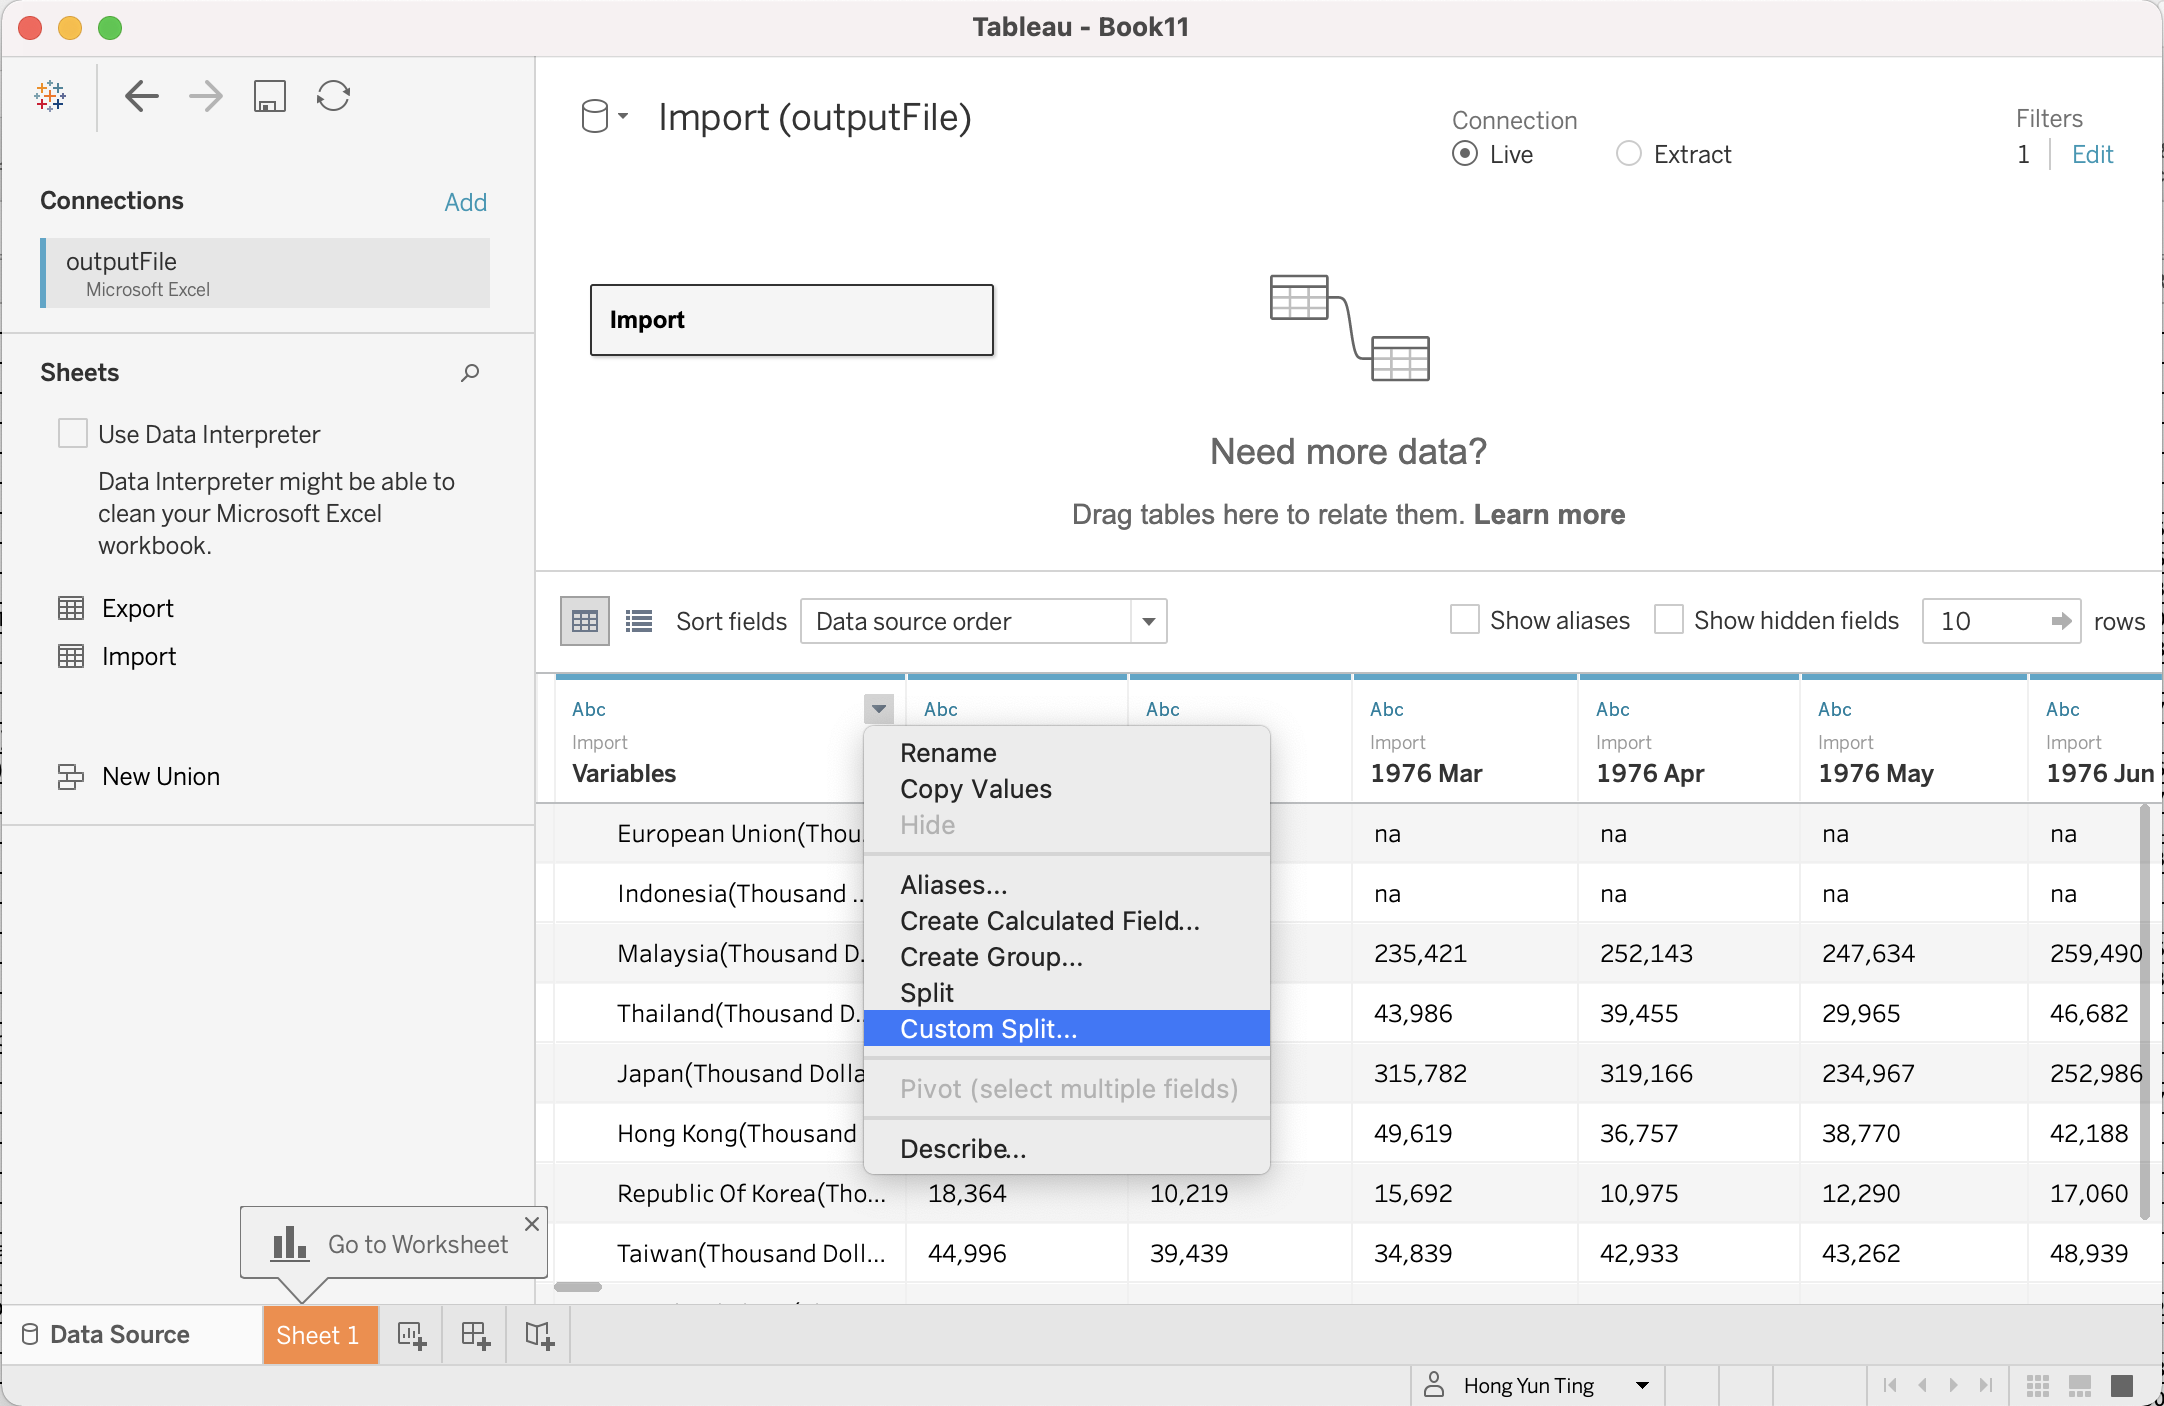 Tableau - Book11
Import (outputFile)
Connection
Live
Extract
Filters
1
Edit
Connections
Add
outputFile
Microsoft Excel
Import
Sheets
Use Data Interpreter
Data Interpreter might be able to
clean your Microsoft Excel
workbook.
Export
Import
New Union
Need more data?
Drag tables here to relate them. Learn more
Sort fields
Data source order
Show aliases
Show hidden fields
10
rows
Abc
Import
Variables
Abc
Abc
Abc
Import
1976 Mar
Abc
Import
1976 Apr
Abc
Import
1976 May
Abc
Import
1976 Jun
Rename
Copy Values
Hide
Aliases...
Create Calculated Field...
Create Group...
Split
Custom Split...
Pivot (select multiple fields)
Describe...
European Union(Thou. na na na na
Indonesia(Thousand .. na na na na
Malaysia(Thousand D. 235,421 252,143 247,634 259,490
Thailand(Thousand D.. 43,986 39,455 29,965 46,682
Japan(Thousand Dolla 315,782 319,166 234,967 252,986
Hong Kong(Thousand 49,619 36,757 38,770 42,188
Republic Of Korea(Tho... 18,364 10,219 15,692 10,975 12,290 17,060
Taiwan(Thousand Doll... 44,996 39,439 34,839 42,933 43,262 48,939
Go to Worksheet
Data Source
Sheet 1
Hong Yun Ting